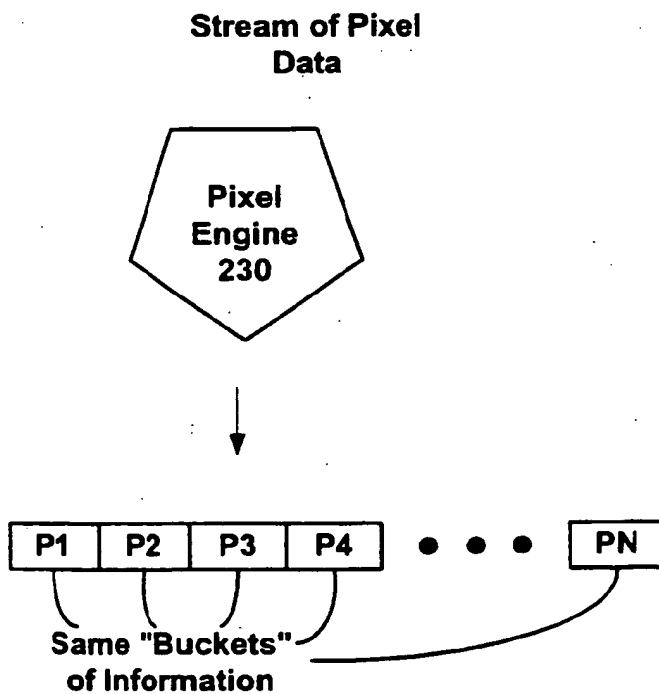 Stream of Pixel
Data
Pixel
Engine
230
P1 P2 P3 P4 PN
Same "Buckets"
of Information